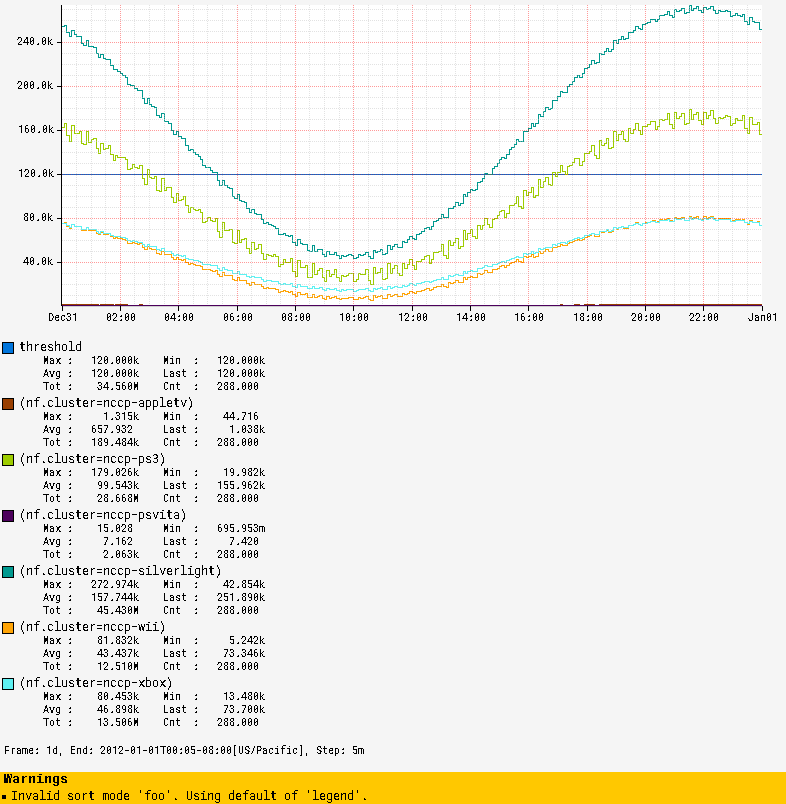 240.0k
200.0k
160.0k
120.0k
80.0k
40.0k
Dec31 02:00 04:00 06:00 08:00 10:00 12:00 14:00 16:00 18:00 20:00 22:00 Jan01
threshold
Max : 120.000k Min : 120.000k
Avg : 120.000k Last : 120.000k
Tot : 34.560M Cnt : 288.000
(nf.cluster=nccp-appletv)
Max : 1.315k Min : 44.716
Avg : 657.932 Last : 1.038k
Tot : 189.484k Cnt : 288.000
(nf.cluster=nccp-ps3)
Max : 179.026k Min : 19.982k
Avg : 99.543k Last : 155.962k
Tot : 28.668M Cnt : 288.000
(nf.cluster=nccp-psvita)
Max : 15.028 Min : 695.953m
Avg : 7.162 Last : 7.420
Tot : 2.063k Cnt : 288.000
(nf.cluster=nccp-silverlight)
Max : 272.974k Min : 42.854k
Avg : 157.744k Last : 251.890k
Tot : 45.430M Cnt : 288.000
(nf.cluster=nccp-wii)
Max : 81.832k Min : 5.242k
Avg : 43.437k Last : 73.346k
Tot : 12.510M Cnt : 288.000
(nf.cluster=nccp-xbox)
Max : 80.453k Min : 13.480k
Avg : 46.898k Last : 73.700k
Tot : 13.506M Cnt : 288.000
Frame: 1d, End: 2012-01-01T00:05-08:00[US/Pacific], Step: 5m
Warnings
▪ Invalid sort mode 'foo'. Using default of 'legend'.